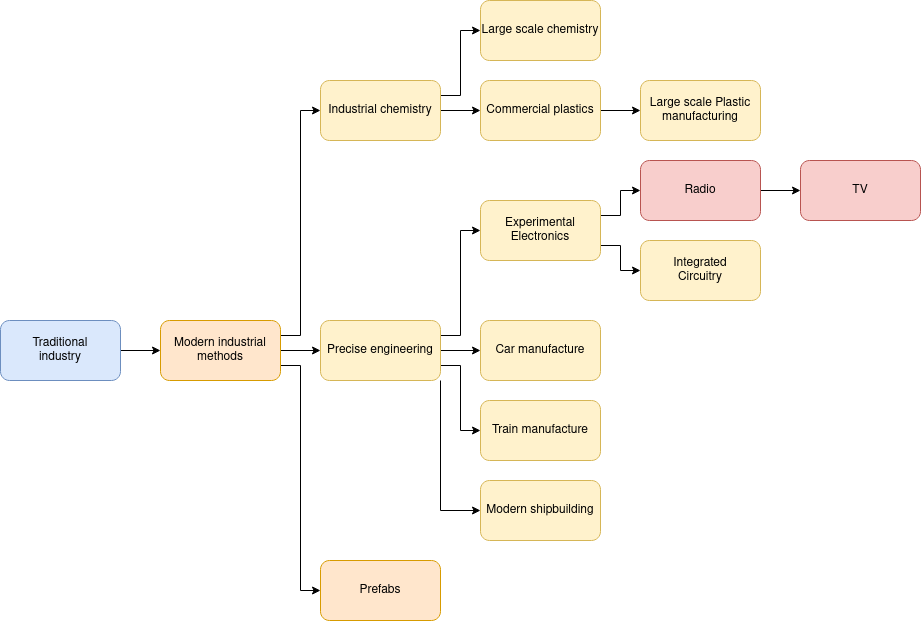 Large scale chemistry
Industrial chemistry
Commercial plastics
Large scale Plastic
manufacturing
Radio
TV
Experimental
Electronics
Integrated
Circuitry
Traditional
industry
Modern industrial
methods
Precise engineering
Car manufacture
Train manufacture
Modern shipbuilding
Prefabs